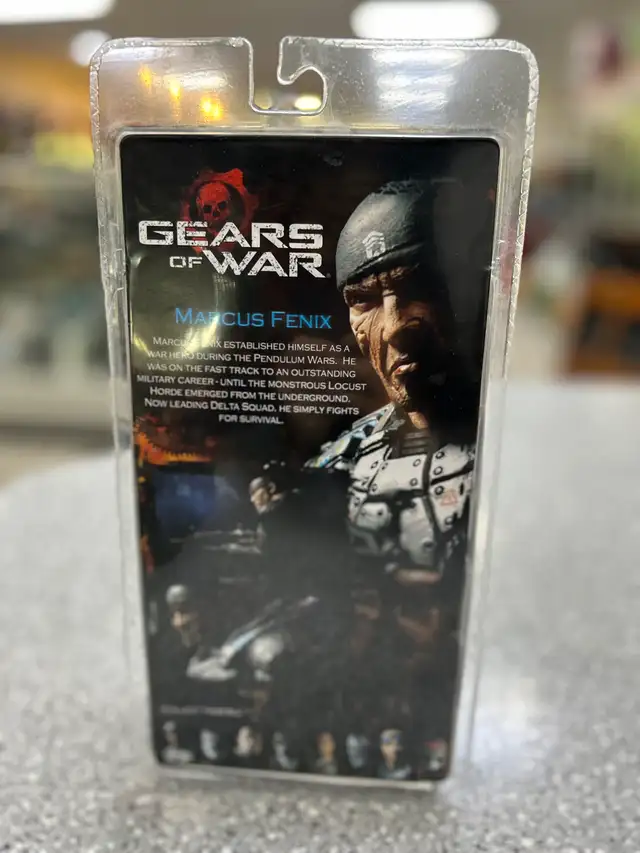 GEARS
OF WAR
MARCUS FENIX
MARCUS FENIX ESTABLISHED HIMSELF AS A
WAR HERO DURING THE PENDULUM WARS. HE
WAS ON THE FAST TRACK TO AN OUTSTANDING
MILITARY CAREER - UNTIL THE MONSTROUS LOCUST
HORDE EMERGED FROM THE UNDERGROUND.
NOW LEADING DELTA SQUAD, HE SIMPLY FIGHTS
FOR SURVIVAL.